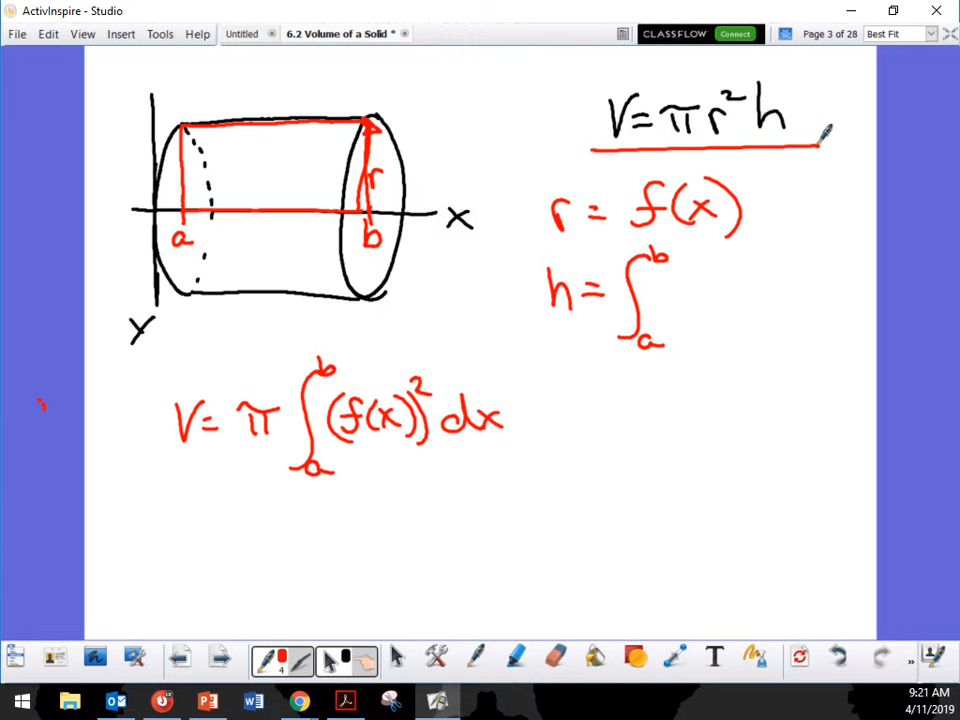 ActivInspire - Studio
File Edit View Insert Tools Help Untitled 6.2 Volume of a Solid * CLASSFLOW Connect Page 3 of 28 Best Fit
V = πr²h
r
r = f(x)
a b x
h = ∫ₐᵇ
Y
V = π ∫ₐᵇ (f(x))² dx
4 T
9:21 AM
4/11/2019